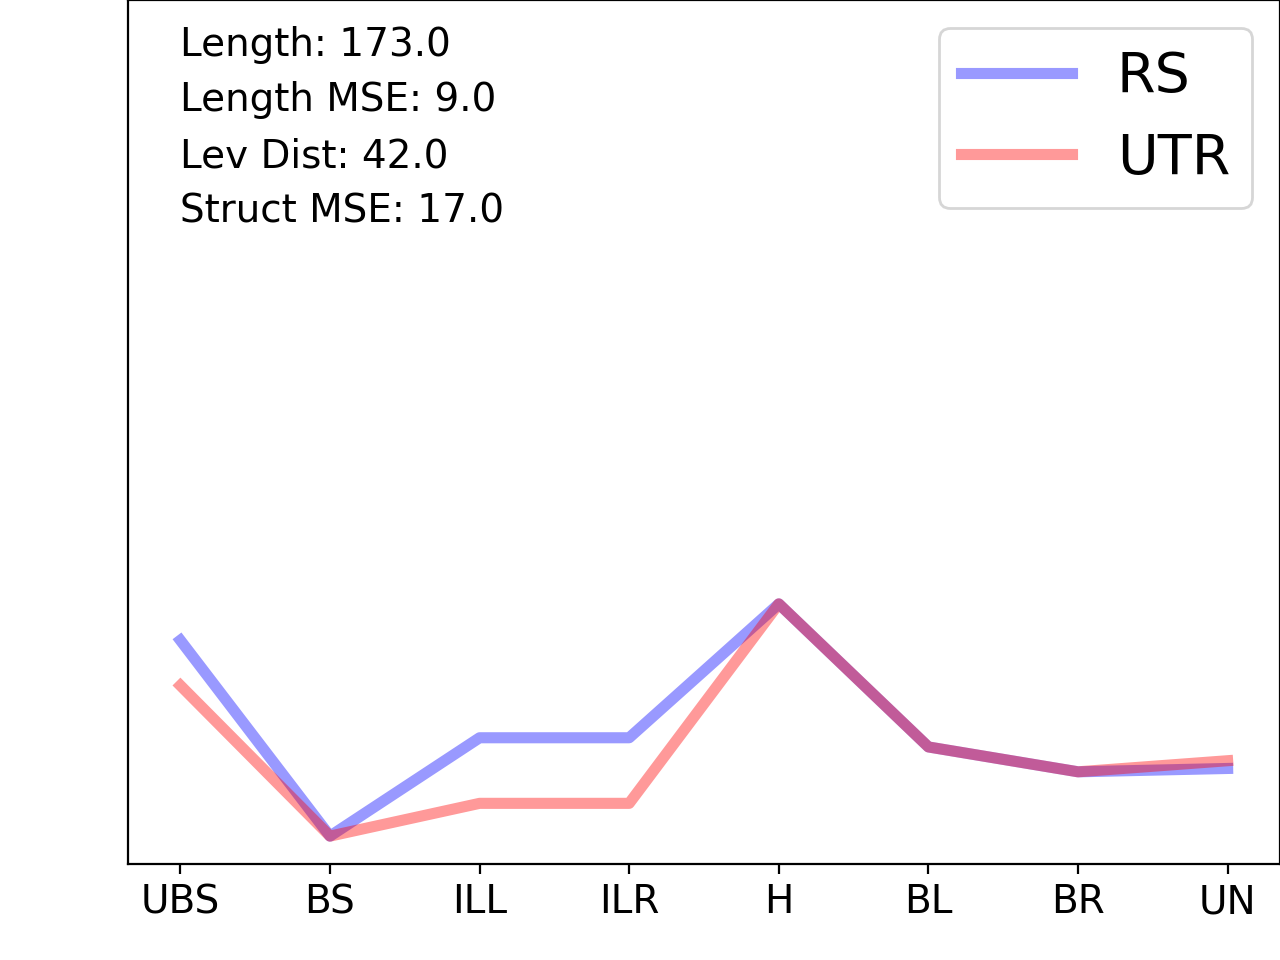 Length: 173.0
Length MSE: 9.0
Lev Dist: 42.0
Struct MSE: 17.0
RS
UTR
UBS BS ILL ILR H BL BR UN